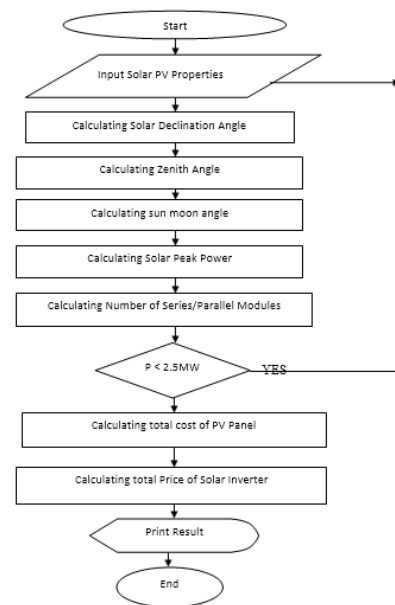 Start
Input Solar PV Properties
Calculating Solar Declination Angle
Calculating Zenith Angle
Calculating sun moon angle
Calculating Solar Peak Power
Calculating Number of Series/Parallel Modules
P < 2.5MW
YES
Calculating total cost of PV Panel
Calculating total Price of Solar Inverter
Print Result
End